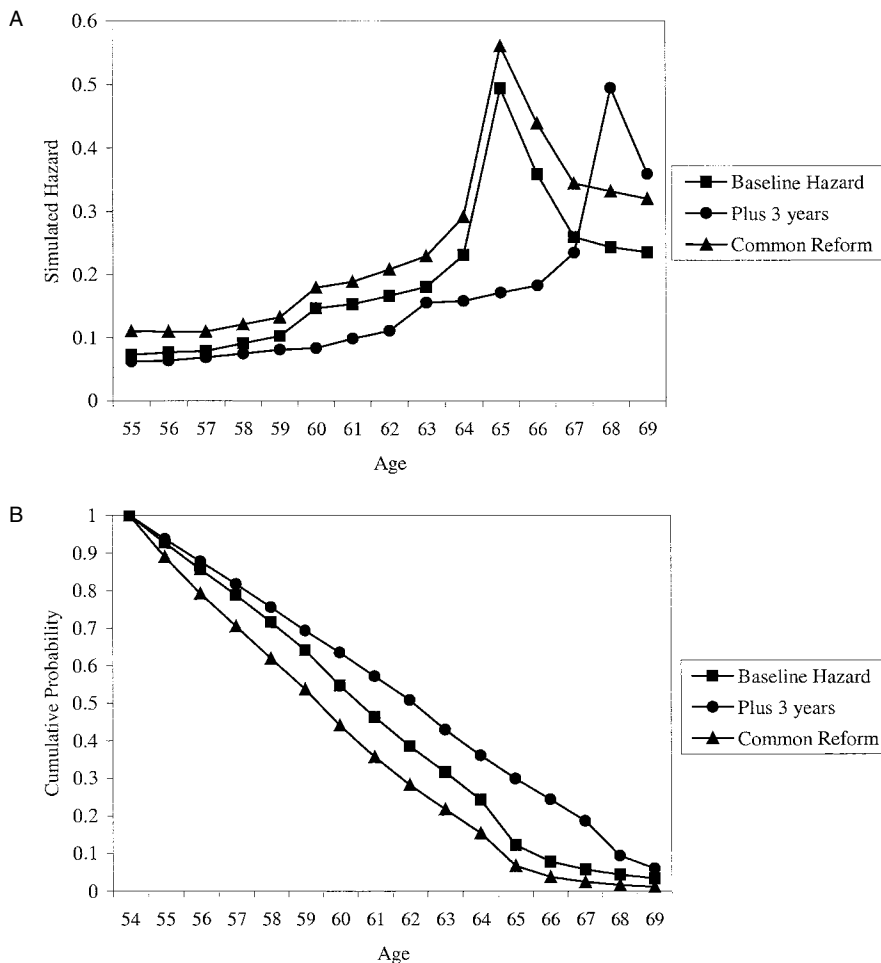 A
Simulated Hazard
0.6
0.5
0.4
0.3
0.2
0.1
0
55 56 57 58 59 60 61 62 63 64 65 66 67 68 69
Age
Baseline Hazard
Plus 3 years
Common Reform
B
Cumulative Probability
1
0.9
0.8
0.7
0.6
0.5
0.4
0.3
0.2
0.1
0
54 55 56 57 58 59 60 61 62 63 64 65 66 67 68 69
Age
Baseline Hazard
Plus 3 years
Common Reform